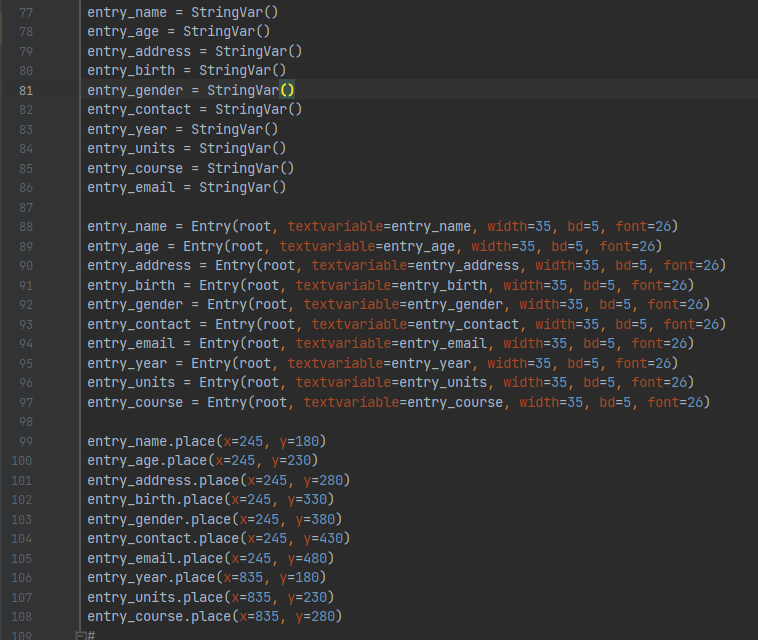 77 entry_name = StringVar()
78 entry_age = StringVar()
79 entry_address = StringVar()
80 entry_birth = StringVar()
81 entry_gender = StringVar()
82 entry_contact = StringVar()
83 entry_year = StringVar()
84 entry_units = StringVar()
85 entry_course = StringVar()
86 entry_email = StringVar()
87
88 entry_name = Entry(root, textvariable=entry_name, width=35, bd=5, font=26)
89 entry_age = Entry(root, textvariable=entry_age, width=35, bd=5, font=26)
90 entry_address = Entry(root, textvariable=entry_address, width=35, bd=5, font=26)
91 entry_birth = Entry(root, textvariable=entry_birth, width=35, bd=5, font=26)
92 entry_gender = Entry(root, textvariable=entry_gender, width=35, bd=5, font=26)
93 entry_contact = Entry(root, textvariable=entry_contact, width=35, bd=5, font=26)
94 entry_email = Entry(root, textvariable=entry_email, width=35, bd=5, font=26)
95 entry_year = Entry(root, textvariable=entry_year, width=35, bd=5, font=26)
96 entry_units = Entry(root, textvariable=entry_units, width=35, bd=5, font=26)
97 entry_course = Entry(root, textvariable=entry_course, width=35, bd=5, font=26)
98
99 entry_name.place(x=245, y=180)
100 entry_age.place(x=245, y=230)
101 entry_address.place(x=245, y=280)
102 entry_birth.place(x=245, y=330)
103 entry_gender.place(x=245, y=380)
104 entry_contact.place(x=245, y=430)
105 entry_email.place(x=245, y=480)
106 entry_year.place(x=835, y=180)
107 entry_units.place(x=835, y=230)
108 entry_course.place(x=835, y=280)
109 #